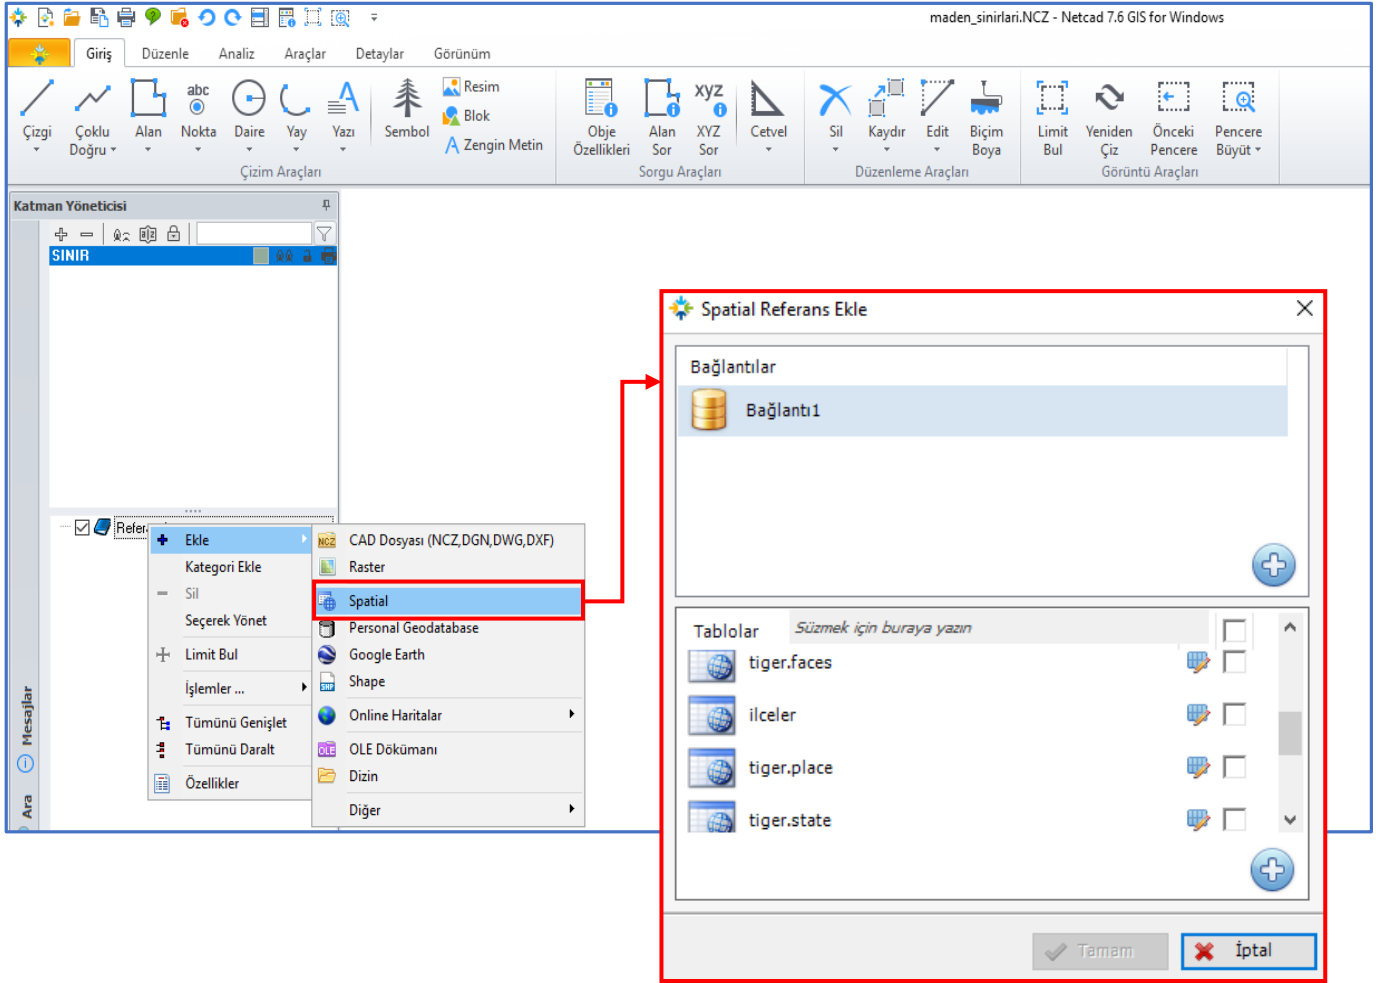 maden_sinirlari.NCZ - Netcad 7.6 GIS for Windows
Giriş Düzenle Analiz Araçlar Detaylar Görünüm
Çizgi
Çoklu
Doğru
Alan
abc
Nokta
Daire
Yay
Yazı
Sembol
Resim
Blok
Zengin Metin
Çizim Araçları
Obje
Özellikleri
Alan
Sor
xyz
XYZ
Sor
Cetvel
Sorgu Araçları
Sil
Kaydır
Edit
Biçim
Boya
Düzenleme Araçları
Limit
Bul
Yeniden
Çiz
Önceki
Pencere
Pencere
Büyüt
Görüntü Araçları
Katman Yöneticisi
SINIR
Mesajlar
Ara
Refer
Ekle
Kategori Ekle
Sil
Seçerek Yönet
Limit Bul
İşlemler ...
Tümünü Genişlet
Tümünü Daralt
Özellikler
NCZ CAD Dosyası (NCZ,DGN,DWG,DXF)
Raster
Spatial
Personal Geodatabase
Google Earth
SHP Shape
Online Haritalar
OLE OLE Dökümanı
Dizin
Diğer
Spatial Referans Ekle
Bağlantılar
Bağlantı1
Tablolar Süzmek için buraya yazın
tiger.faces
ilceler
tiger.place
tiger.state
Tamam İptal